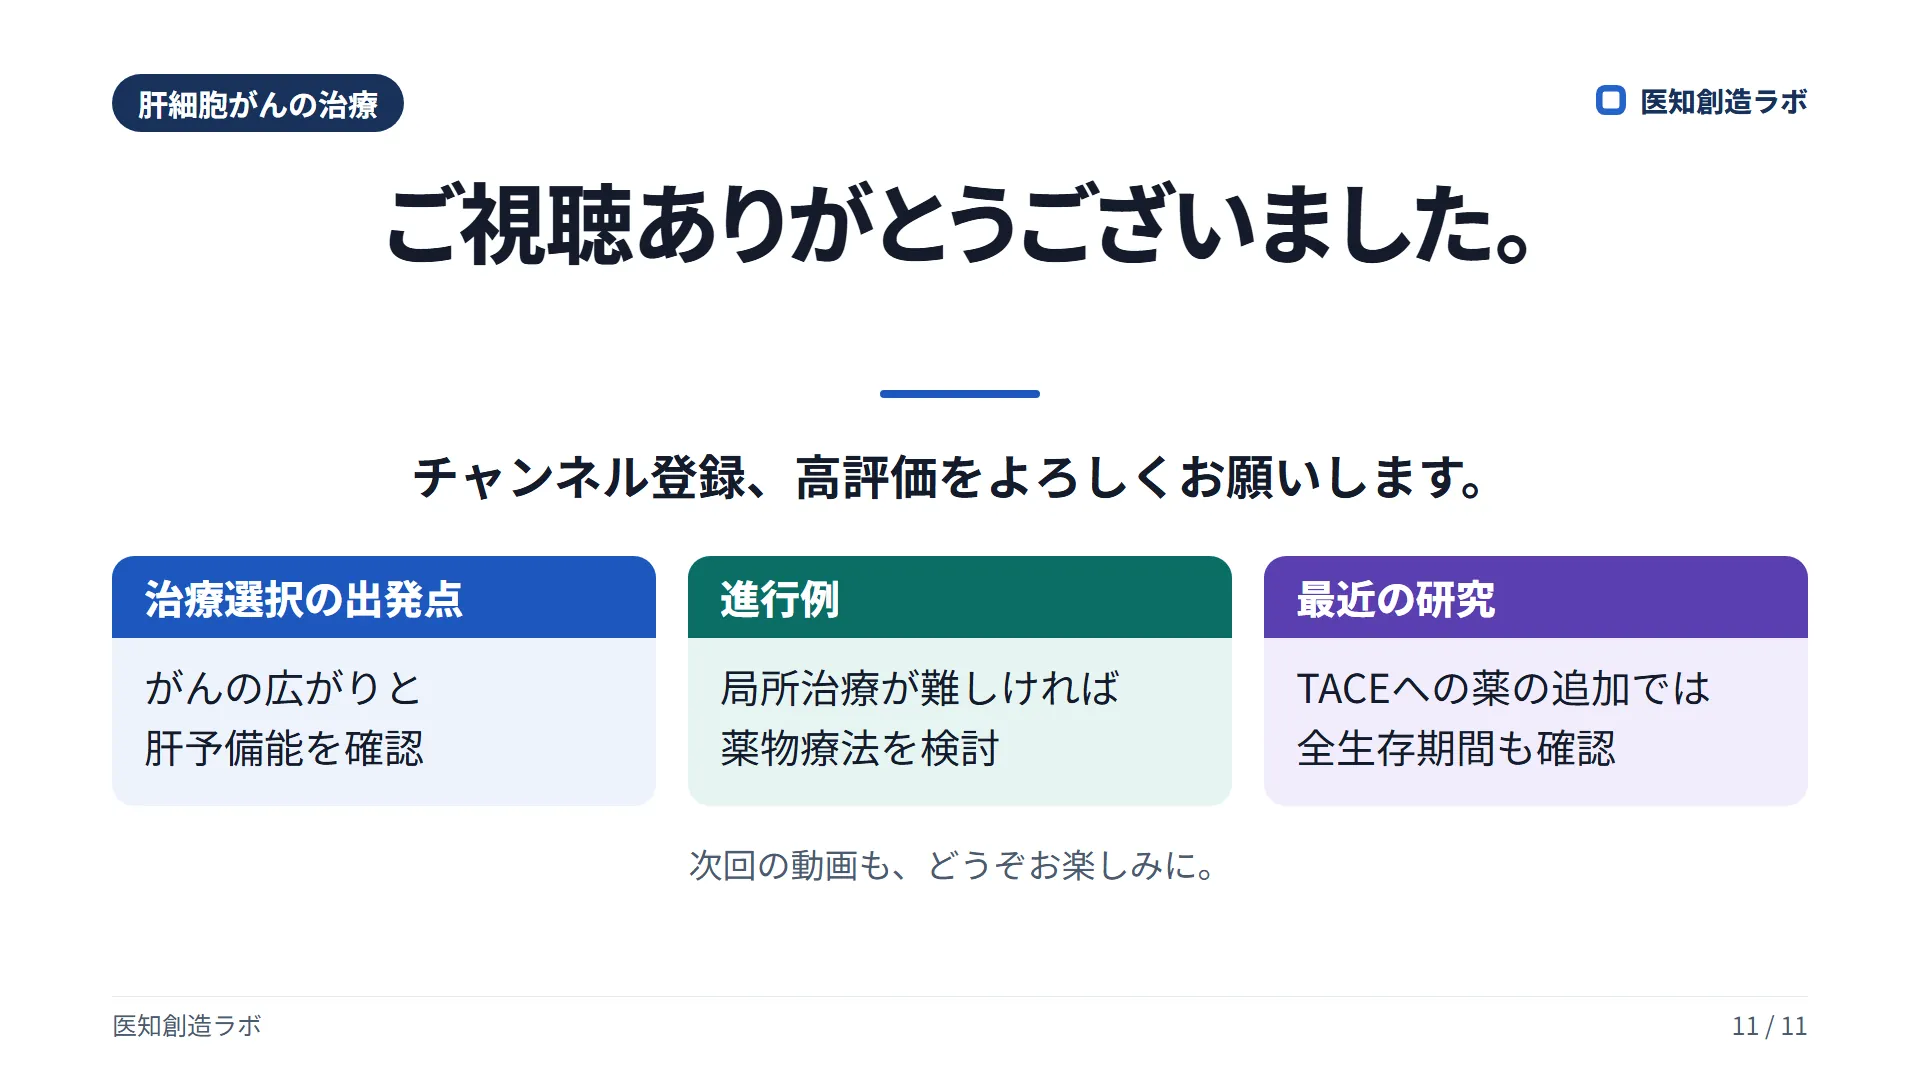 肝細胞がんの治療
医知創造ラボ
ご視聴ありがとうございました。
チャンネル登録、高評価をよろしくお願いします。
治療選択の出発点
がんの広がりと
肝予備能を確認
進行例
局所治療が難しければ
薬物療法を検討
最近の研究
TACEへの薬の追加では
全生存期間も確認
次回の動画も、どうぞお楽しみに。
医知創造ラボ
11 / 11